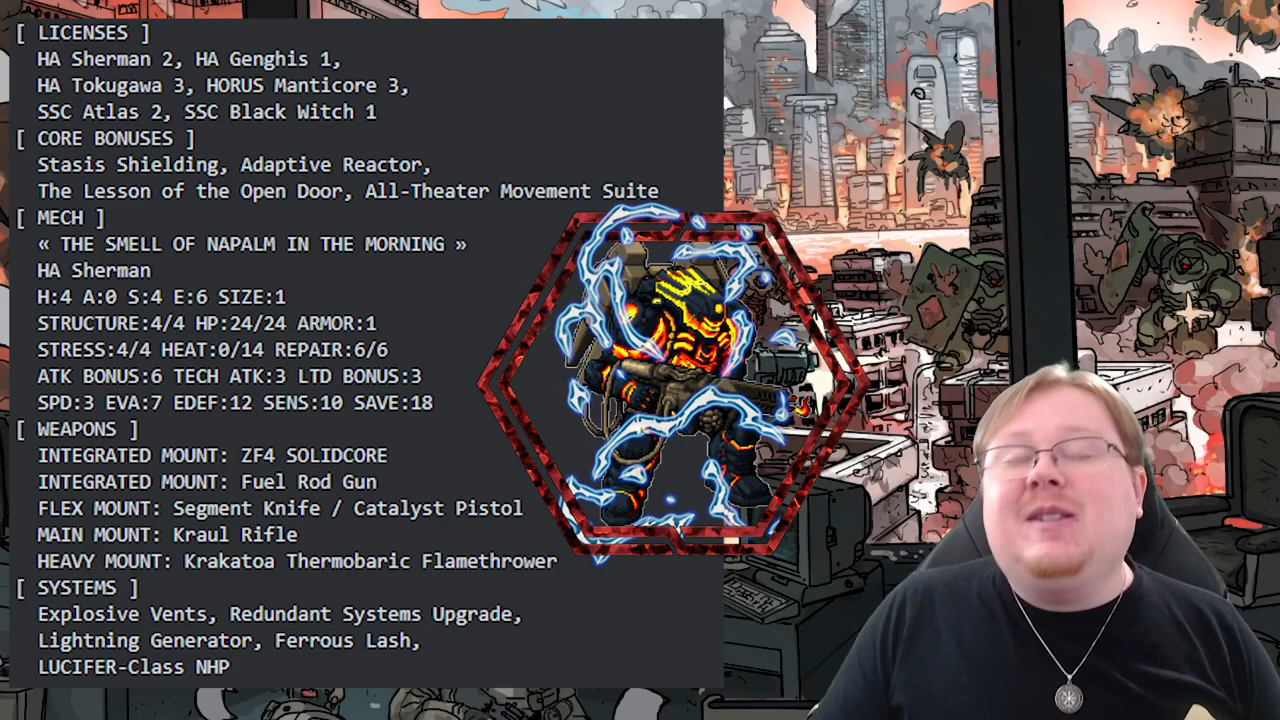 [ LICENSES ]
HA Sherman 2, HA Genghis 1,
HA Tokugawa 3, HORUS Manticore 3,
SSC Atlas 2, SSC Black Witch 1
[ CORE BONUSES ]
Stasis Shielding, Adaptive Reactor,
The Lesson of the Open Door, All-Theater Movement Suite
[ MECH ]
« THE SMELL OF NAPALM IN THE MORNING »
HA Sherman
H:4 A:0 S:4 E:6 SIZE:1
STRUCTURE:4/4 HP:24/24 ARMOR:1
STRESS:4/4 HEAT:0/14 REPAIR:6/6
ATK BONUS:6 TECH ATK:3 LTD BONUS:3
SPD:3 EVA:7 EDEF:12 SENS:10 SAVE:18
[ WEAPONS ]
INTEGRATED MOUNT: ZF4 SOLIDCORE
INTEGRATED MOUNT: Fuel Rod Gun
FLEX MOUNT: Segment Knife / Catalyst Pistol
MAIN MOUNT: Kraul Rifle
HEAVY MOUNT: Krakatoa Thermobaric Flamethrower
[ SYSTEMS ]
Explosive Vents, Redundant Systems Upgrade,
Lightning Generator, Ferrous Lash,
LUCIFER-Class NHP